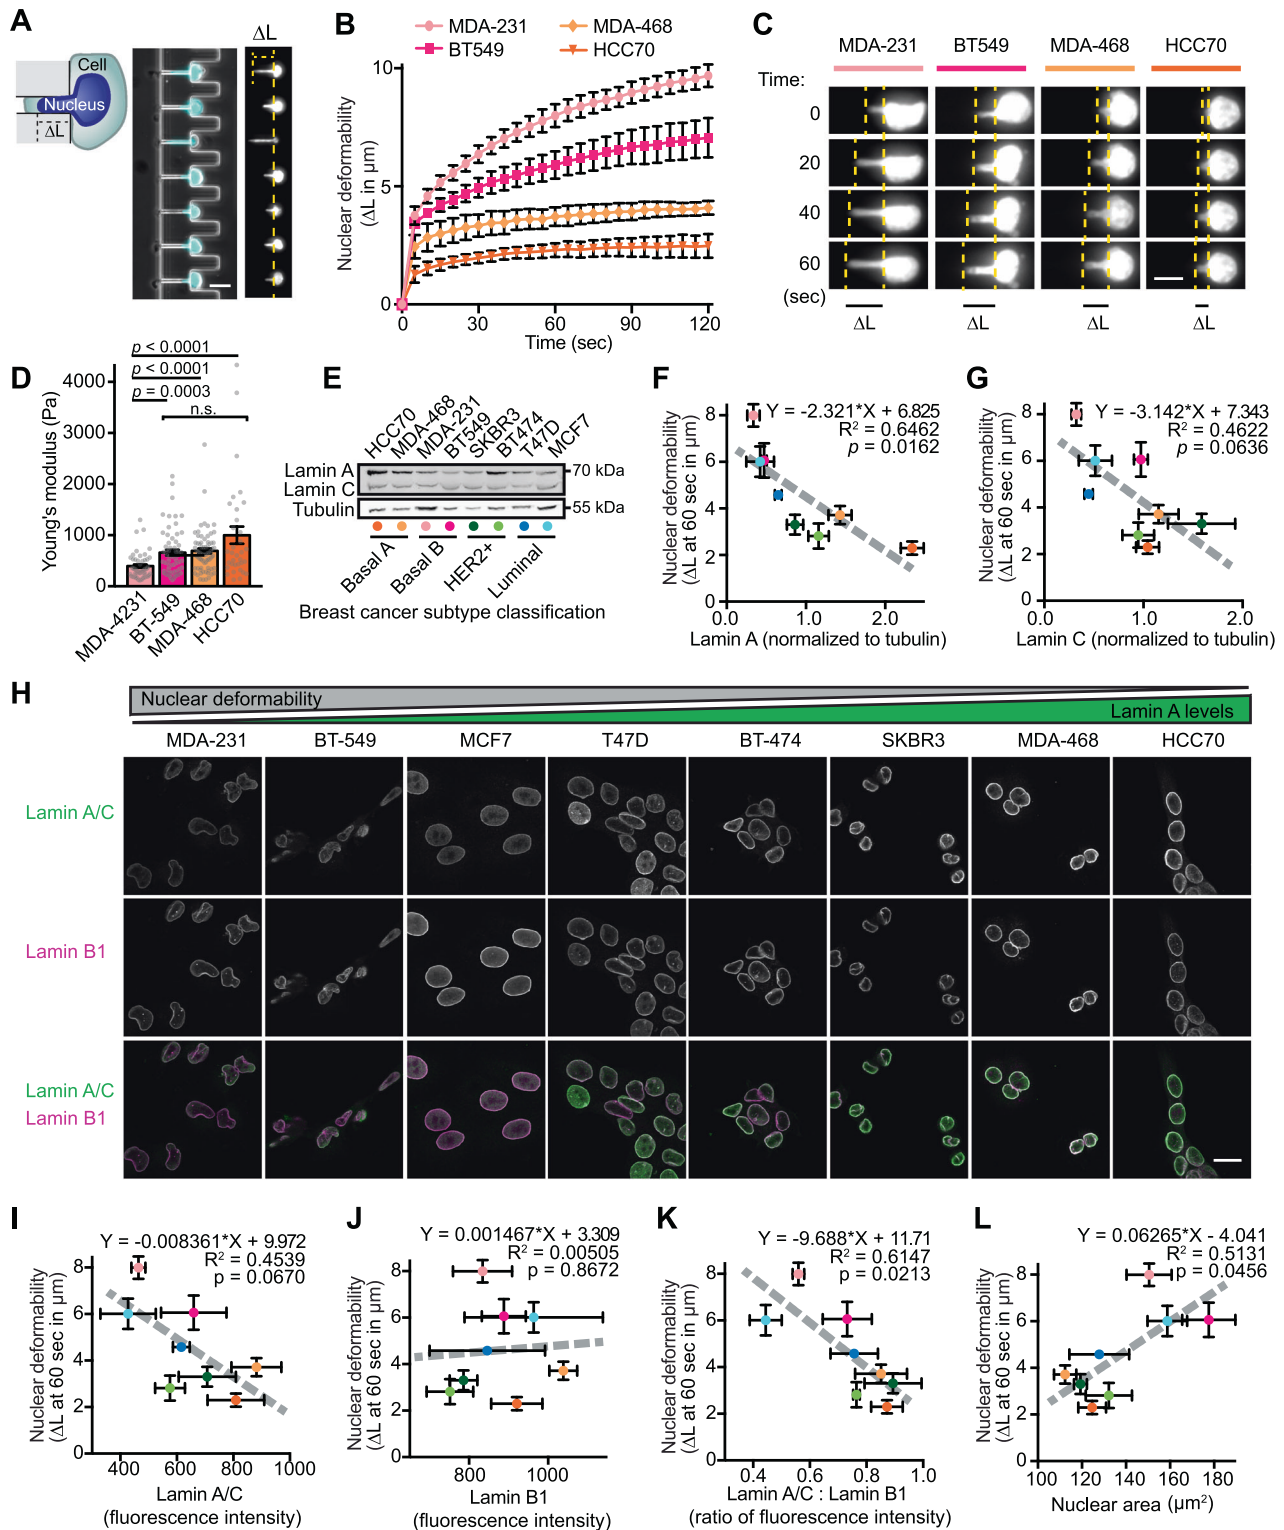 A
ΔL
Cell
Nucleus
ΔL
B
MDA-231
MDA-468
BT549
HCC70
Nuclear deformability
(ΔL in μm)
10
5
0
0
30
60
90
120
Time (sec)
C
MDA-231
BT549
MDA-468
HCC70
Time:
0
20
40
60
(sec)
ΔL
ΔL
ΔL
ΔL
D
p < 0.0001
p < 0.0001
p = 0.0003
n.s.
Young's modulus (Pa)
4000
3000
2000
1000
0
MDA-4231
BT-549
MDA-468
HCC70
E
HCC70
MDA-468
MDA-231
BT549
SKBR3
BT474
T47D
MCF7
Lamin A
Lamin C
Tubulin
70 kDa
55 kDa
Basal A
Basal B
HER2+
Luminal
Breast cancer subtype classification
F
Y = -2.321*X + 6.825
R² = 0.6462
p = 0.0162
Nuclear deformability
(ΔL at 60 sec in μm)
8
6
4
2
0
0.0
1.0
2.0
Lamin A (normalized to tubulin)
G
Y = -3.142*X + 7.343
R² = 0.4622
p = 0.0636
Nuclear deformability
(ΔL at 60 sec in μm)
8
6
4
2
0
0.0
1.0
2.0
Lamin C (normalized to tubulin)
H
Nuclear deformability
Lamin A levels
MDA-231
BT-549
MCF7
T47D
BT-474
SKBR3
MDA-468
HCC70
Lamin A/C
Lamin B1
Lamin A/C
Lamin B1
I
Y = -0.008361*X + 9.972
R² = 0.4539
p = 0.0670
Nuclear deformability
(ΔL at 60 sec in μm)
8
6
4
2
0
400
600
800
1000
Lamin A/C
(fluorescence intensity)
J
Y = 0.001467*X + 3.309
R² = 0.00505
p = 0.8672
Nuclear deformability
(ΔL at 60 sec in μm)
8
6
4
2
0
800
1000
Lamin B1
(fluorescence intensity)
K
Y = -9.688*X + 11.71
R² = 0.6147
p = 0.0213
Nuclear deformability
(ΔL at 60 sec in μm)
8
6
4
2
0
0.4
0.6
0.8
1.0
Lamin A/C : Lamin B1
(ratio of fluorescence intensity)
L
Y = 0.06265*X - 4.041
R² = 0.5131
p = 0.0456
Nuclear deformability
(ΔL at 60 sec in μm)
8
6
4
2
0
100
120
140
160
180
Nuclear area (μm²)